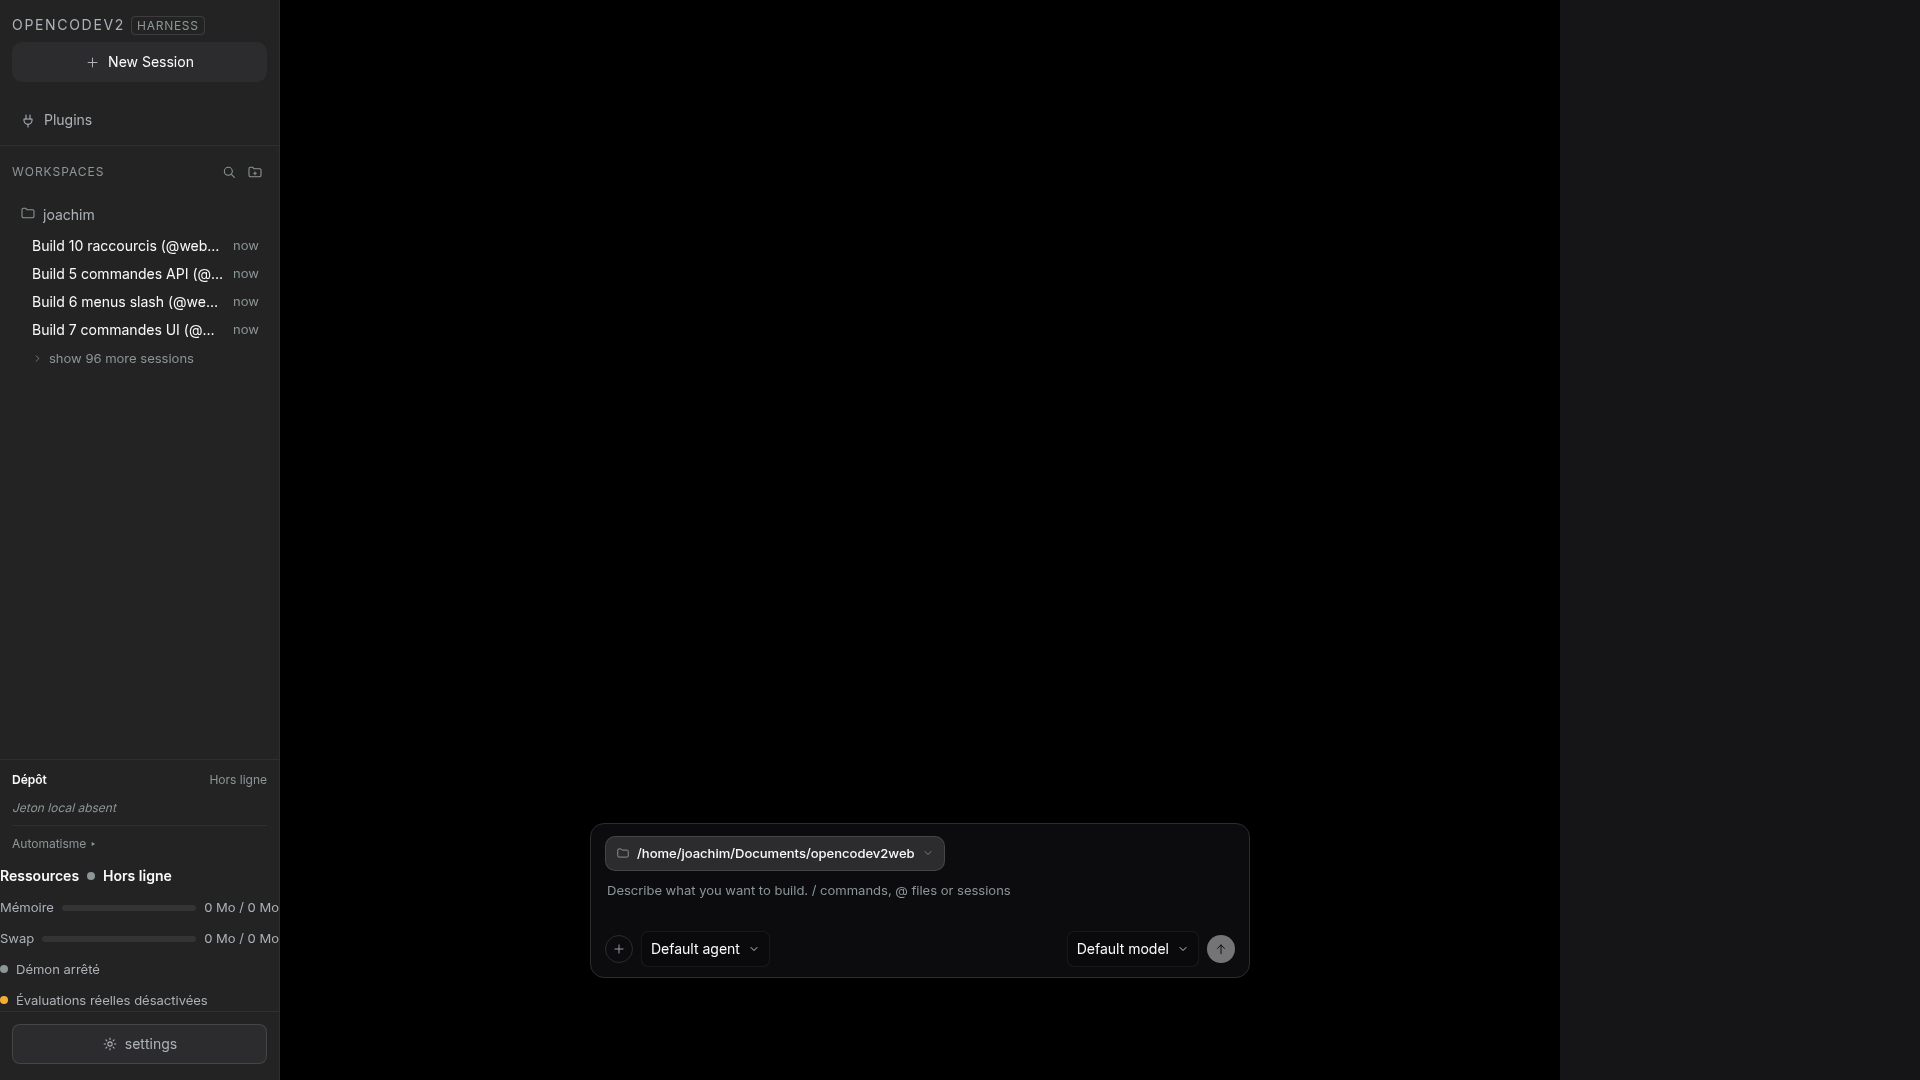 OPENCODEV2 HARNESS
New Session
Plugins
WORKSPACES
joachim
Build 10 raccourcis (@web... now
Build 5 commandes API (@... now
Build 6 menus slash (@we... now
Build 7 commandes UI (@... now
show 96 more sessions
Dépôt Hors ligne
Jeton local absent
Automatisme
Ressources Hors ligne
Mémoire 0 Mo / 0 Mo
Swap 0 Mo / 0 Mo
Démon arrêté
Évaluations réelles désactivées
settings
/home/joachim/Documents/opencodev2web
Describe what you want to build. / commands, @ files or sessions
Default agent Default model